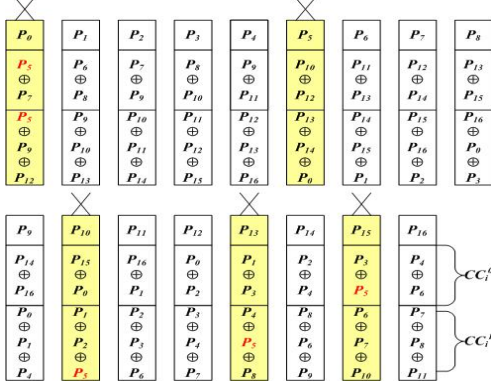 P0 P1 P2 P3 P4 P5 P6 P7 P8
P5 P6 P7 P8 P9 P10 P11 P12 P13
⊕ ⊕ ⊕ ⊕ ⊕ ⊕ ⊕ ⊕ ⊕
P7 P8 P9 P10 P11 P12 P13 P14 P15
P5 P9 P10 P11 P12 P13 P14 P15 P16
⊕ ⊕ ⊕ ⊕ ⊕ ⊕ ⊕ ⊕ ⊕
P9 P10 P11 P12 P13 P14 P15 P16 P0
⊕ ⊕ ⊕ ⊕ ⊕ ⊕ ⊕ ⊕ ⊕
P12 P13 P14 P15 P16 P0 P1 P2 P3
P9 P10 P11 P12 P13 P14 P15 P16
P14 P15 P16 P0 P1 P2 P3 P4
⊕ ⊕ ⊕ ⊕ ⊕ ⊕ ⊕ ⊕
P16 P0 P1 P2 P3 P4 P5 P6
CCi
P0 P1 P2 P3 P4 P8 P6 P7
⊕ ⊕ ⊕ ⊕ ⊕ ⊕ ⊕ ⊕
P1 P2 P3 P4 P5 P6 P7 P8
⊕ ⊕ ⊕ ⊕ ⊕ ⊕ ⊕ ⊕
P4 P5 P6 P7 P8 P9 P10 P11
CCi